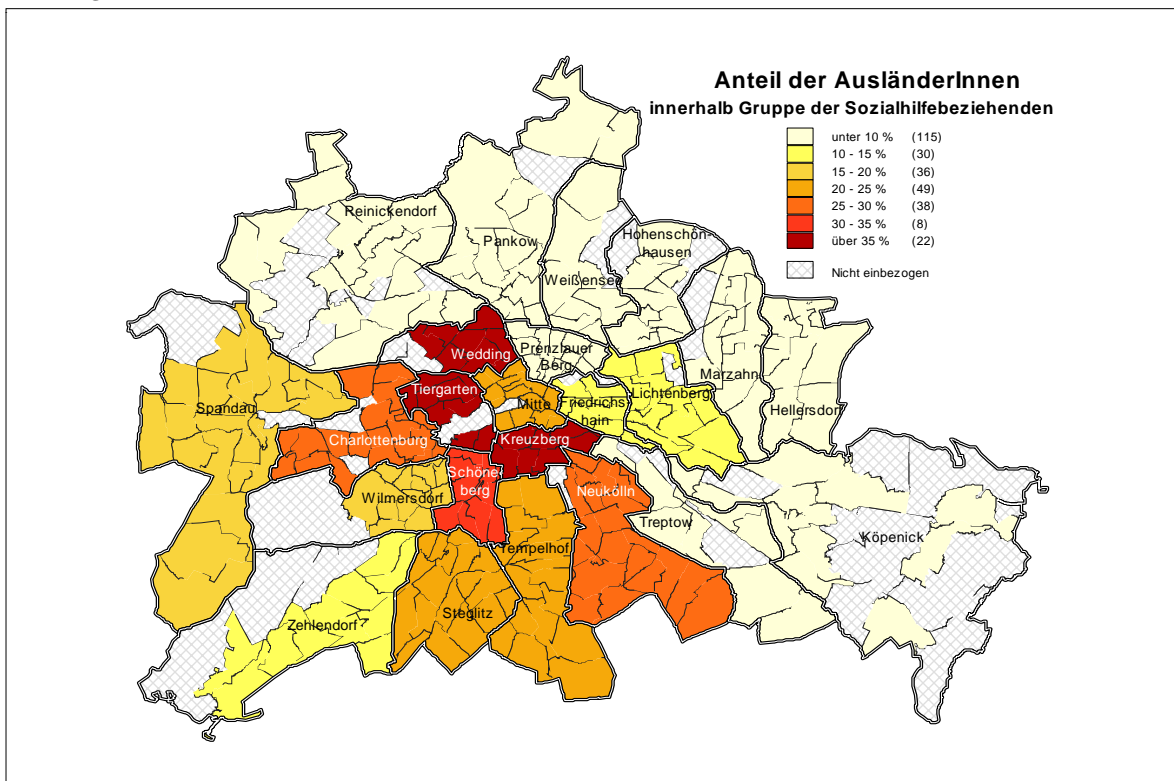 Anteil der AusländerInnen
innerhalb Gruppe der Sozialhilfebeziehenden
unter 10 % (115)
10 - 15 % (30)
15 - 20 % (36)
20 - 25 % (49)
25 - 30 % (38)
30 - 35 % (8)
über 35 % (22)
Nicht einbezogen
Reinickendorf
Pankow
Hohenschön-
hausen
Weißensee
Wedding
Prenzlauer
Berg
Marzahn
Tiergarten
Mitte
Friedrichs
hain
Lichtenberg
Hellersdorf
Spandau
Charlottenburg
Kreuzberg
Schöne-
berg
Wilmersdorf
Neukölln
Treptow
Köpenick
Tempelhof
Steglitz
Zehlendorf